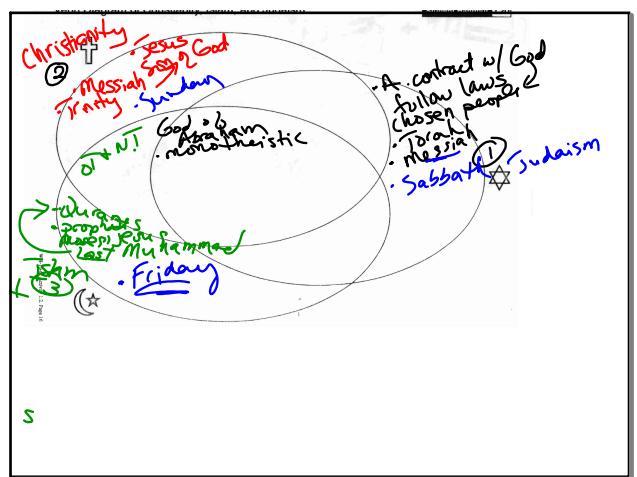 Christianity
②
• Jesus
Son of God
• Messiah
• Trinity
• Sunday
God of
Abraham
• monotheistic
OT + NT
• A contract w/ God
follow laws
chosen people
• Torah
• messiah
①
• Sabbath
Judaism
• Quran
• prophets
Moses, Jesus
Last Muhammad
Islam
3
• Friday
S